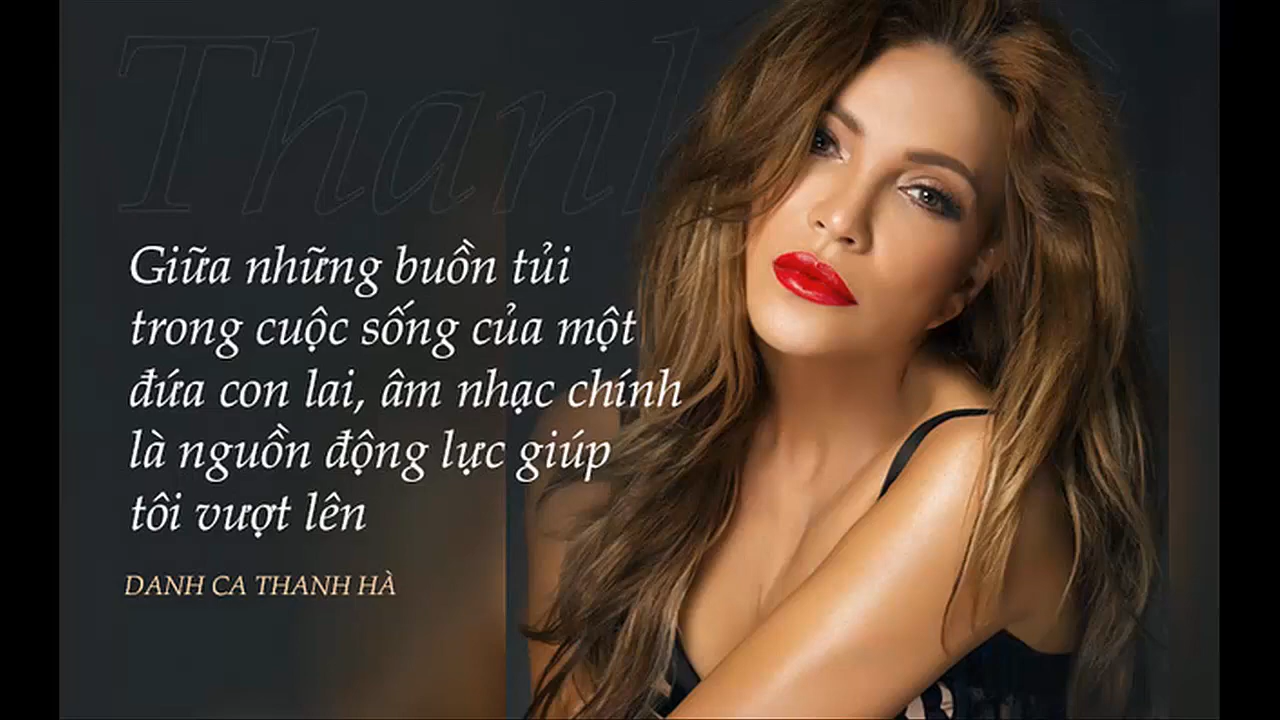 Thanh
Giữa những buồn tủi
trong cuộc sống của một
đứa con lai, âm nhạc chính
là nguồn động lực giúp
tôi vượt lên
DANH CA THANH HÀ